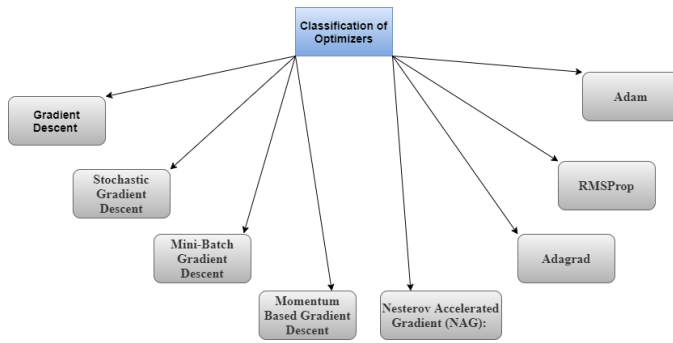 Classification of
Optimizers
Gradient
Descent
Stochastic
Gradient
Descent
Mini-Batch
Gradient
Descent
Momentum
Based Gradient
Descent
Nesterov Accelerated
Gradient (NAG):
Adagrad
RMSProp
Adam